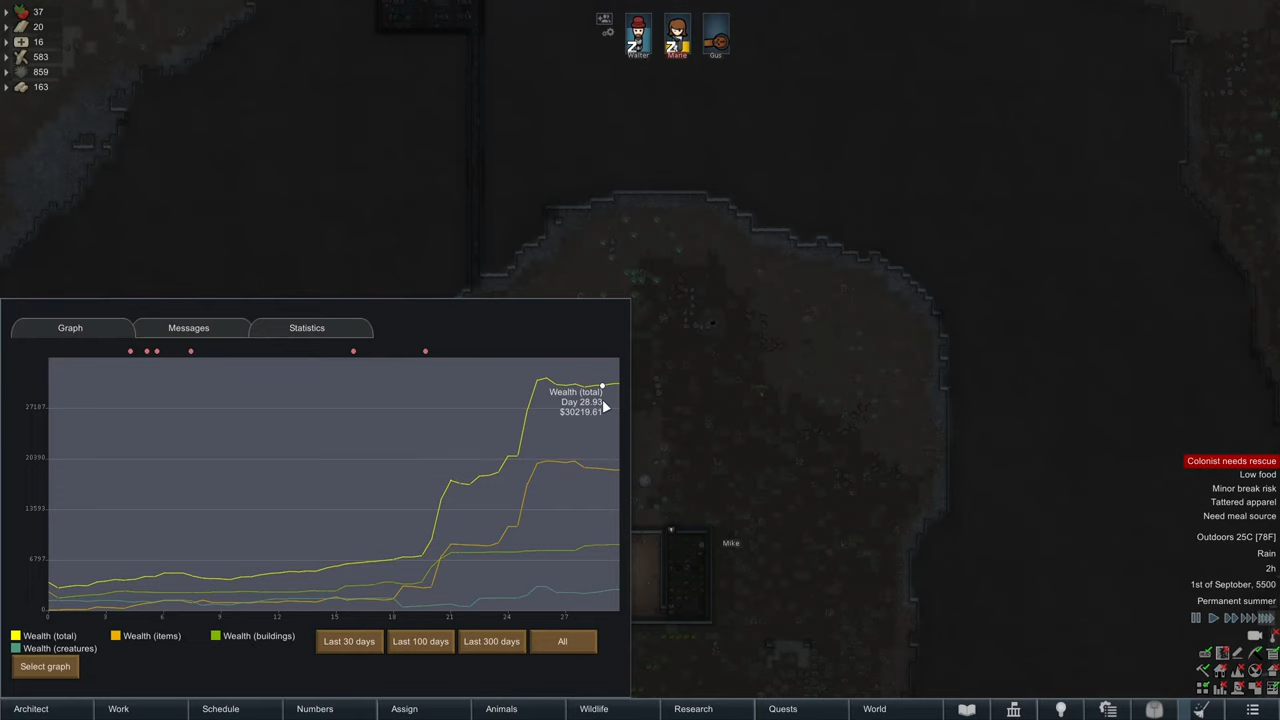 37
20
16
583
859
163
Walter
Marie
Gus
Graph
Messages
Statistics
27187
20390
13593
6797
0
Wealth (total)
Day 28.93
$30219.61
0
3
6
9
12
15
18
21
24
27
Wealth (total)
Wealth (items)
Wealth (buildings)
Wealth (creatures)
Last 30 days
Last 100 days
Last 300 days
All
Select graph
Mike
Colonist needs rescue
Low food
Minor break risk
Tattered apparel
Need meal source
Outdoors 25C [78F]
Rain
2h
1st of September, 5500
Permanent summer
Architect
Work
Schedule
Numbers
Assign
Animals
Wildlife
Research
Quests
World